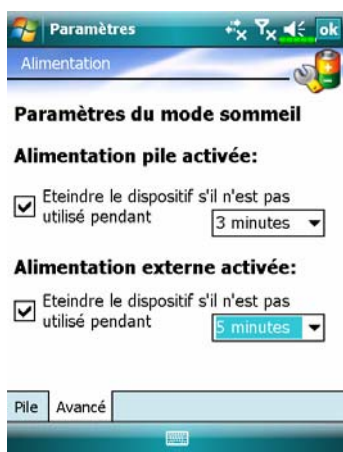 Paramètres ok
Alimentation
Paramètres du mode sommeil
Alimentation pile activée:
Eteindre le dispositif s'il n'est pas
utilisé pendant 3 minutes
Alimentation externe activée:
Eteindre le dispositif s'il n'est pas
utilisé pendant 5 minutes
Pile Avancé